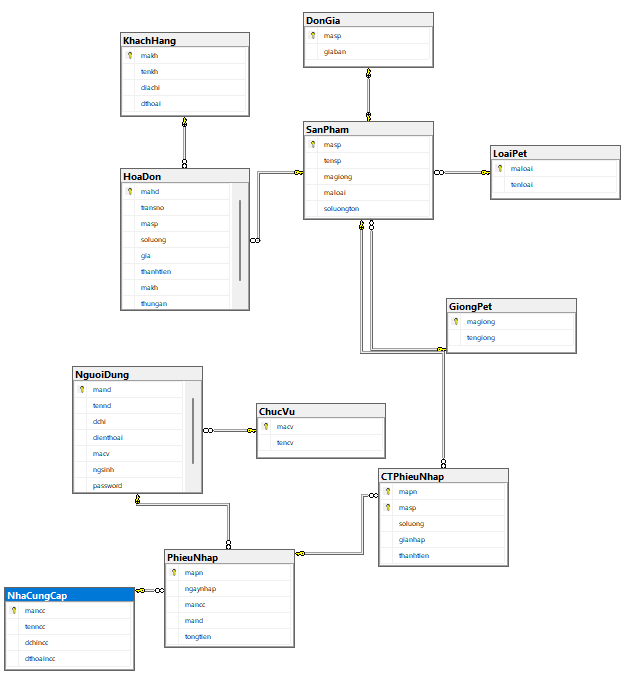 DonGia
masp
giaban
KhachHang
makh
tenkh
diachi
dthoai
SanPham
masp
tensp
magiong
maloai
soluongton
LoaiPet
maloai
tenloai
HoaDon
mahd
transno
masp
soluong
gia
thanhtien
makh
thungan
GiongPet
magiong
tengiong
NguoiDung
mand
tennd
dchi
dienthoai
macv
ngsinh
password
ChucVu
macv
tencv
CTPhieuNhap
mapn
masp
soluong
gianhap
thanhtien
PhieuNhap
mapn
ngaynhap
mancc
mand
tongtien
NhaCungCap
mancc
tenncc
dchincc
dthoaincc